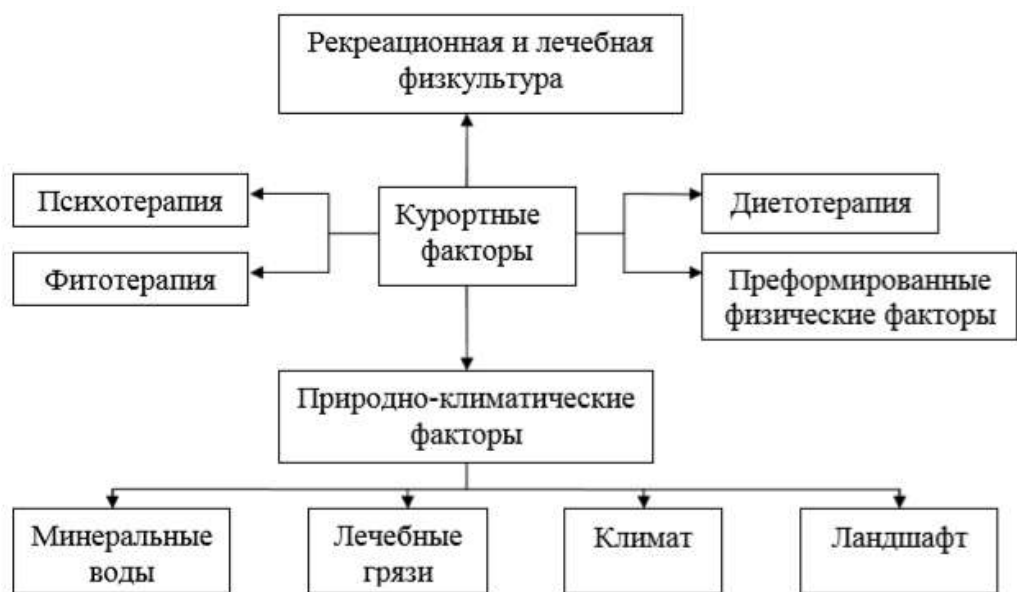 Рекреационная и лечебная
физкультура
Психотерапия
Фитотерапия
Курортные
факторы
Диетотерапия
Преформированные
физические факторы
Природно-климатические
факторы
Минеральные
воды
Лечебные
грязи
Климат
Ландшафт